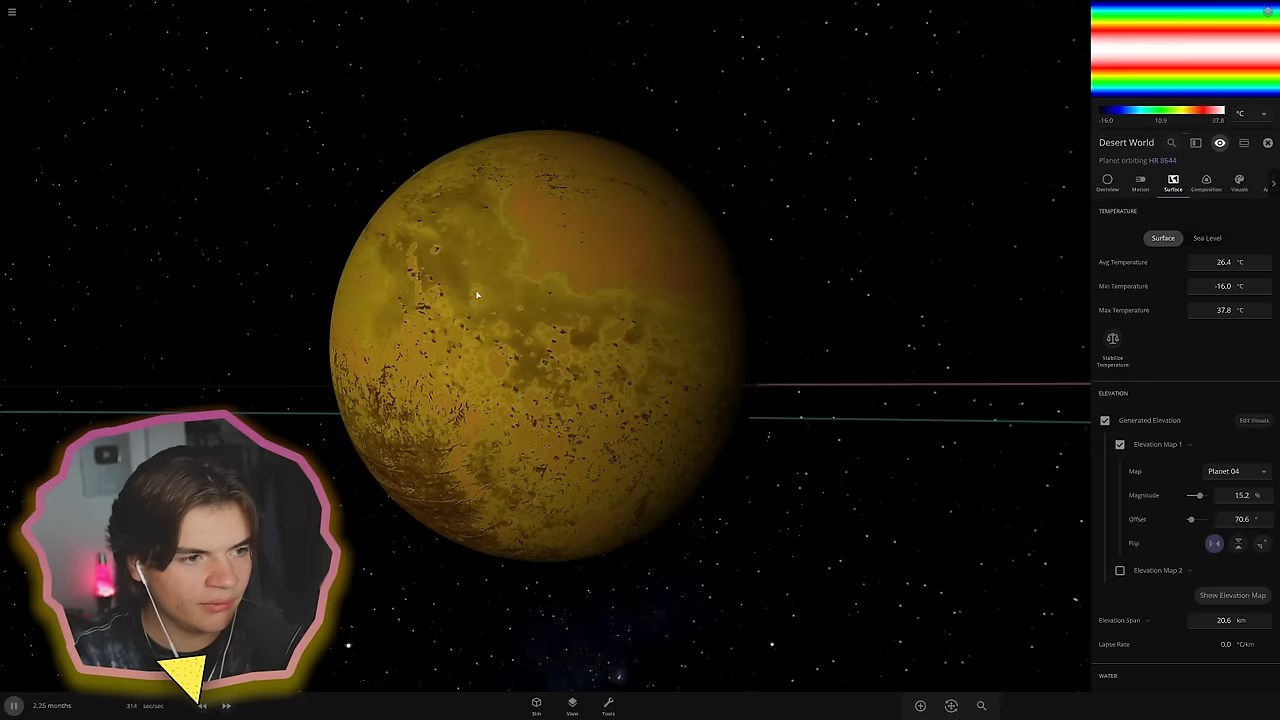 -16.0 10.9 37.8 °C
Desert World
Planet orbiting HR 8644
Overview Motion Surface Composition Visuals
TEMPERATURE
Surface Sea Level
Avg Temperature 26.4 °C
Min Temperature -16.0 °C
Max Temperature 37.8 °C
Stabilize
Temperature
ELEVATION
Generated Elevation Edit Visuals
Elevation Map 1
Map Planet 04
Magnitude 15.2 %
Offset 70.6 °
Flip
Elevation Map 2
Show Elevation Map
Elevation Span 20.6 km
Lapse Rate 0.0 °C/km
WATER
2.25 months 314 sec/sec Sim View Tools